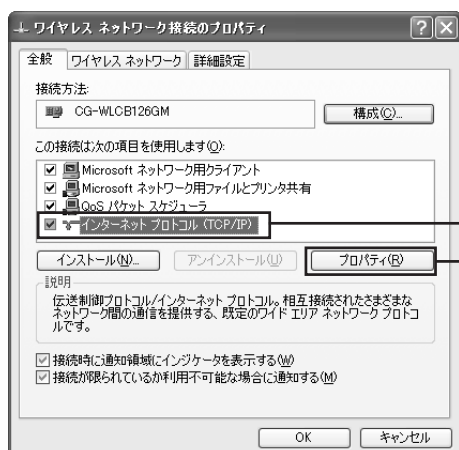 ワイヤレス ネットワーク接続のプロパティ
全般 ワイヤレス ネットワーク 詳細設定
接続方法:
CG-WLCB126GM 構成(C)...
この接続は次の項目を使用します(O):
Microsoft ネットワーク用クライアント
Microsoft ネットワーク用ファイルとプリンタ共有
QoS パケット スケジューラ
インターネット プロトコル (TCP/IP)
インストール(N)... アンインストール(U) プロパティ(R)
説明
伝送制御プロトコル/インターネット プロトコル。相互接続されたさまざまな
ネットワーク間の通信を提供する、既定のワイド エリア ネットワーク プロトコ
ルです。
接続時に通知領域にインジケータを表示する(W)
接続が限られているか利用不可能な場合に通知する(M)
OK キャンセル